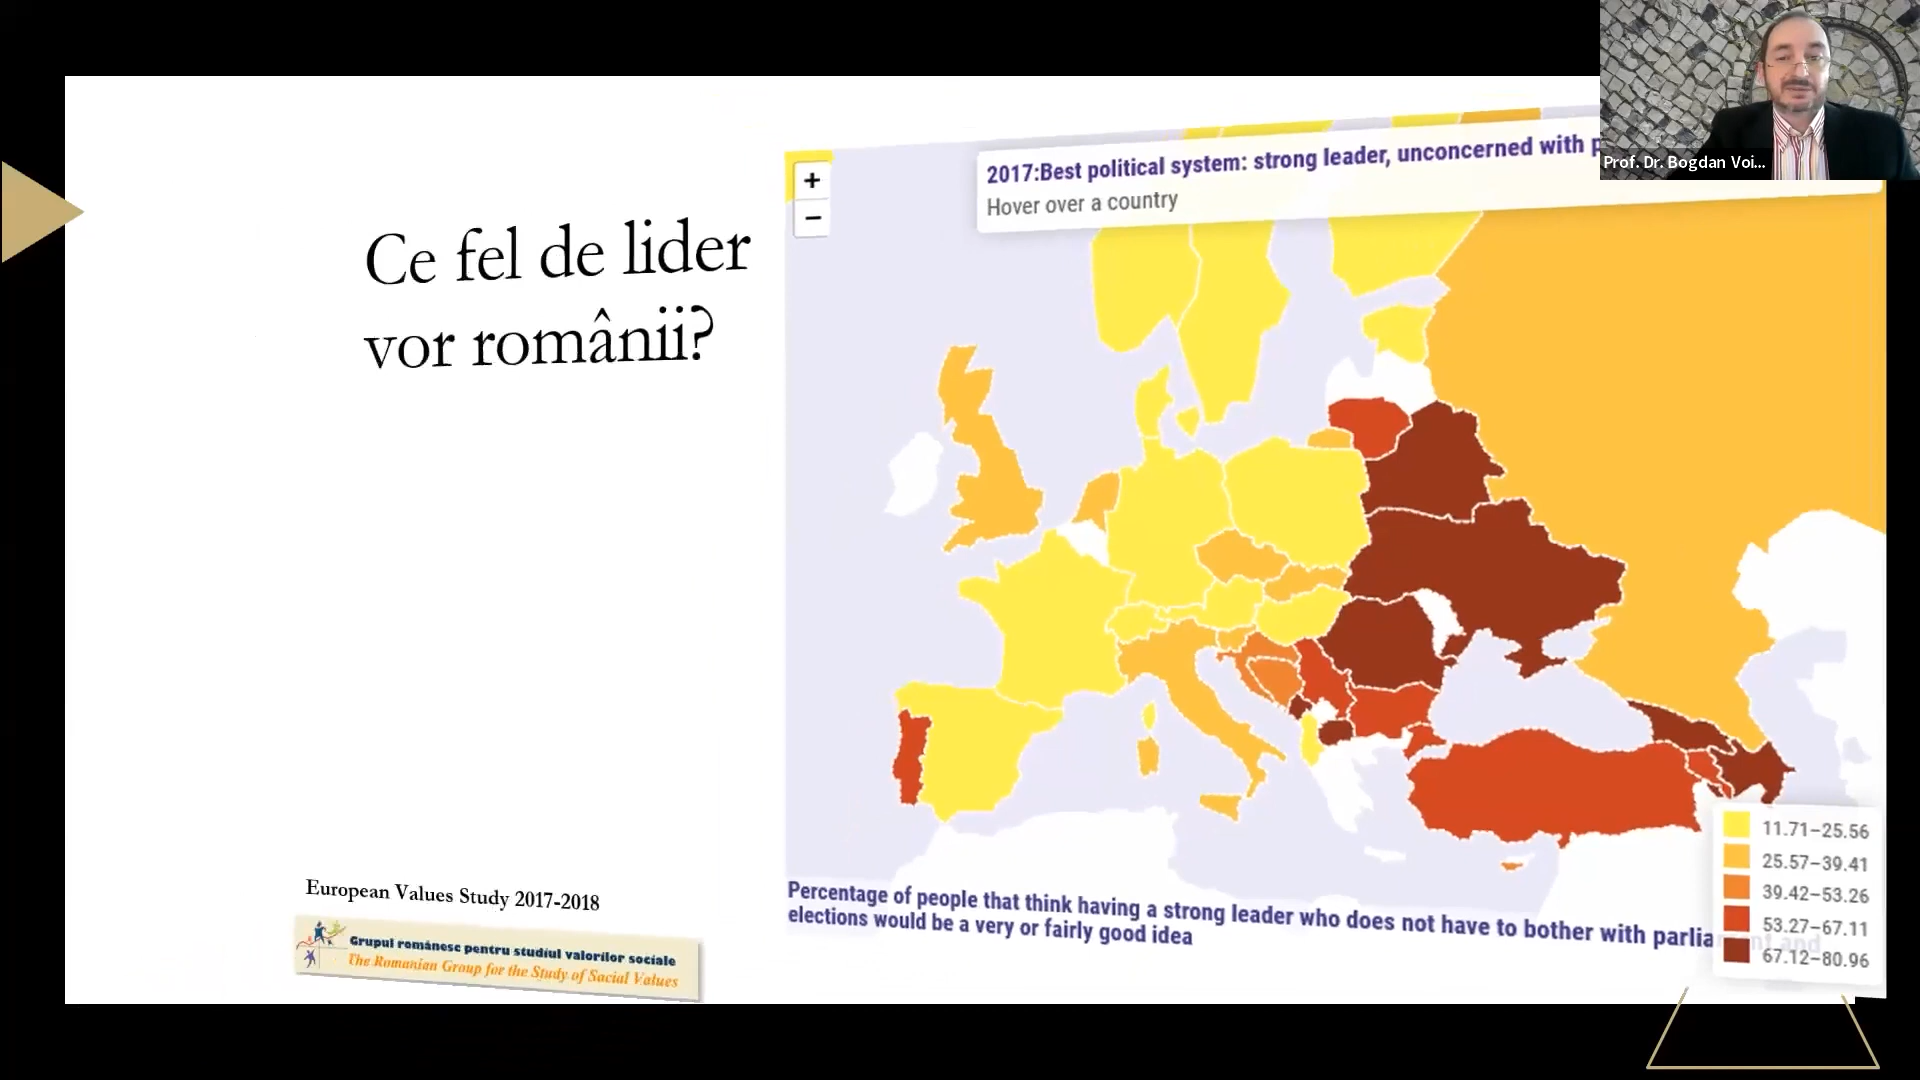 Ce fel de lider
vor românii?
+
−
2017:Best political system: strong leader, unconcerned with
Hover over a country
Prof. Dr. Bogdan Voi...
11.71–25.56
25.57–39.41
39.42–53.26
53.27–67.11
67.12–80.96
Percentage of people that think having a strong leader who does not have to bother with parliament and
elections would be a very or fairly good idea
European Values Study 2017-2018
Grupul românesc pentru studiul valorilor sociale
The Romanian Group for the Study of Social Values